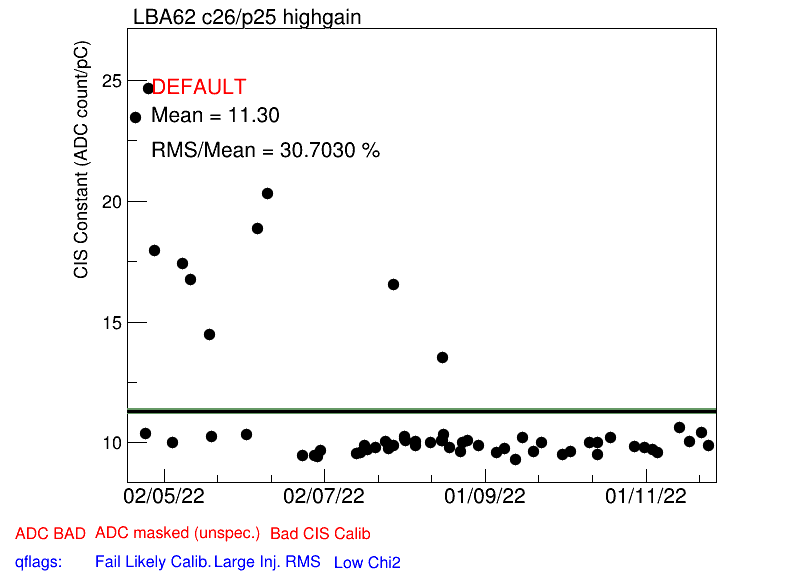 LBA62 c26/p25 highgain
CIS Constant (ADC count/pC)
25
20
15
10
DEFAULT
Mean = 11.30
RMS/Mean = 30.7030 %
02/05/22 02/07/22 01/09/22 01/11/22
ADC BAD ADC masked (unspec.) Bad CIS Calib
qflags: Fail Likely Calib. Large Inj. RMS Low Chi2